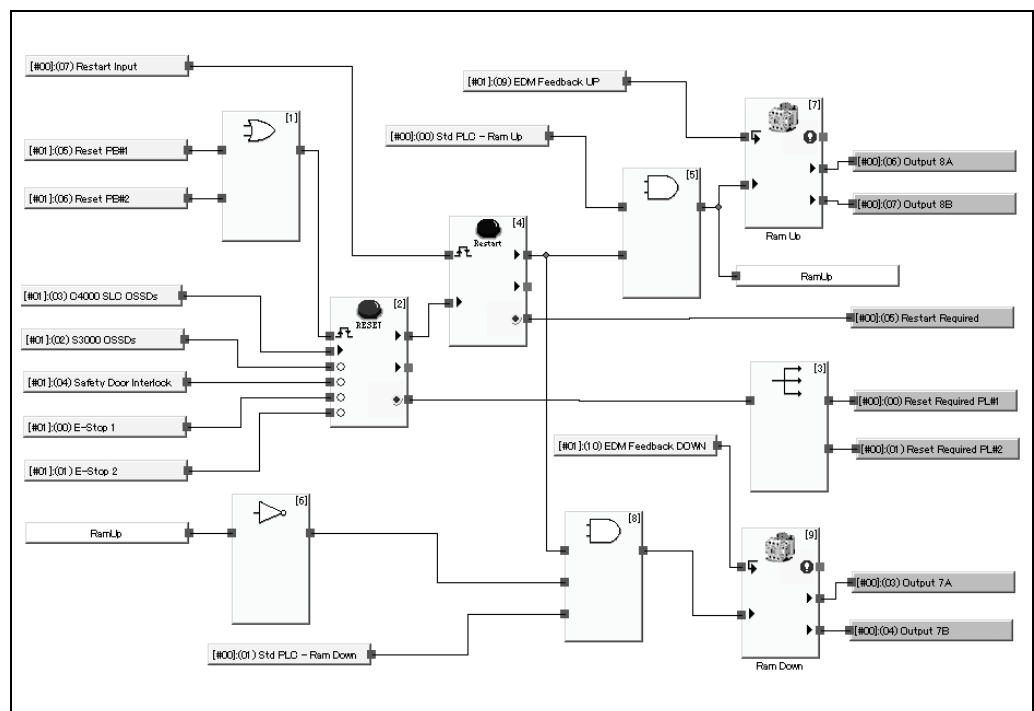 [#00]:(07) Restart Input
[#01]:(09) EDM Feedback UP
[7]
[1]
[#00]:(00) Std PLC - Ram Up
[#01]:(05) Reset PB#1
[#00]:(06) Output 8A
[5]
[#01]:(06) Reset PB#2
[#00]:(07) Output 8B
[4]
Restart
Ram Up
RamUp
[#01]:(03) C4000 SLC OSSDs
[2]
RESET
[#00]:(05) Restart Required
[#01]:(02) S3000 OSSDs
[3]
[#01]:(04) Safety Door Interlock
[#00]:(00) Reset Required PL#1
[#01]:(00) E-Stop 1
[#01]:(10) EDM Feedback DOWN
[#00]:(01) Reset Required PL#2
[#01]:(01) E-Stop 2
[6]
[8]
RamUp
[9]
[#00]:(03) Output 7A
[#00]:(04) Output 7B
[#00]:(01) Std PLC - Ram Down
Ram Down